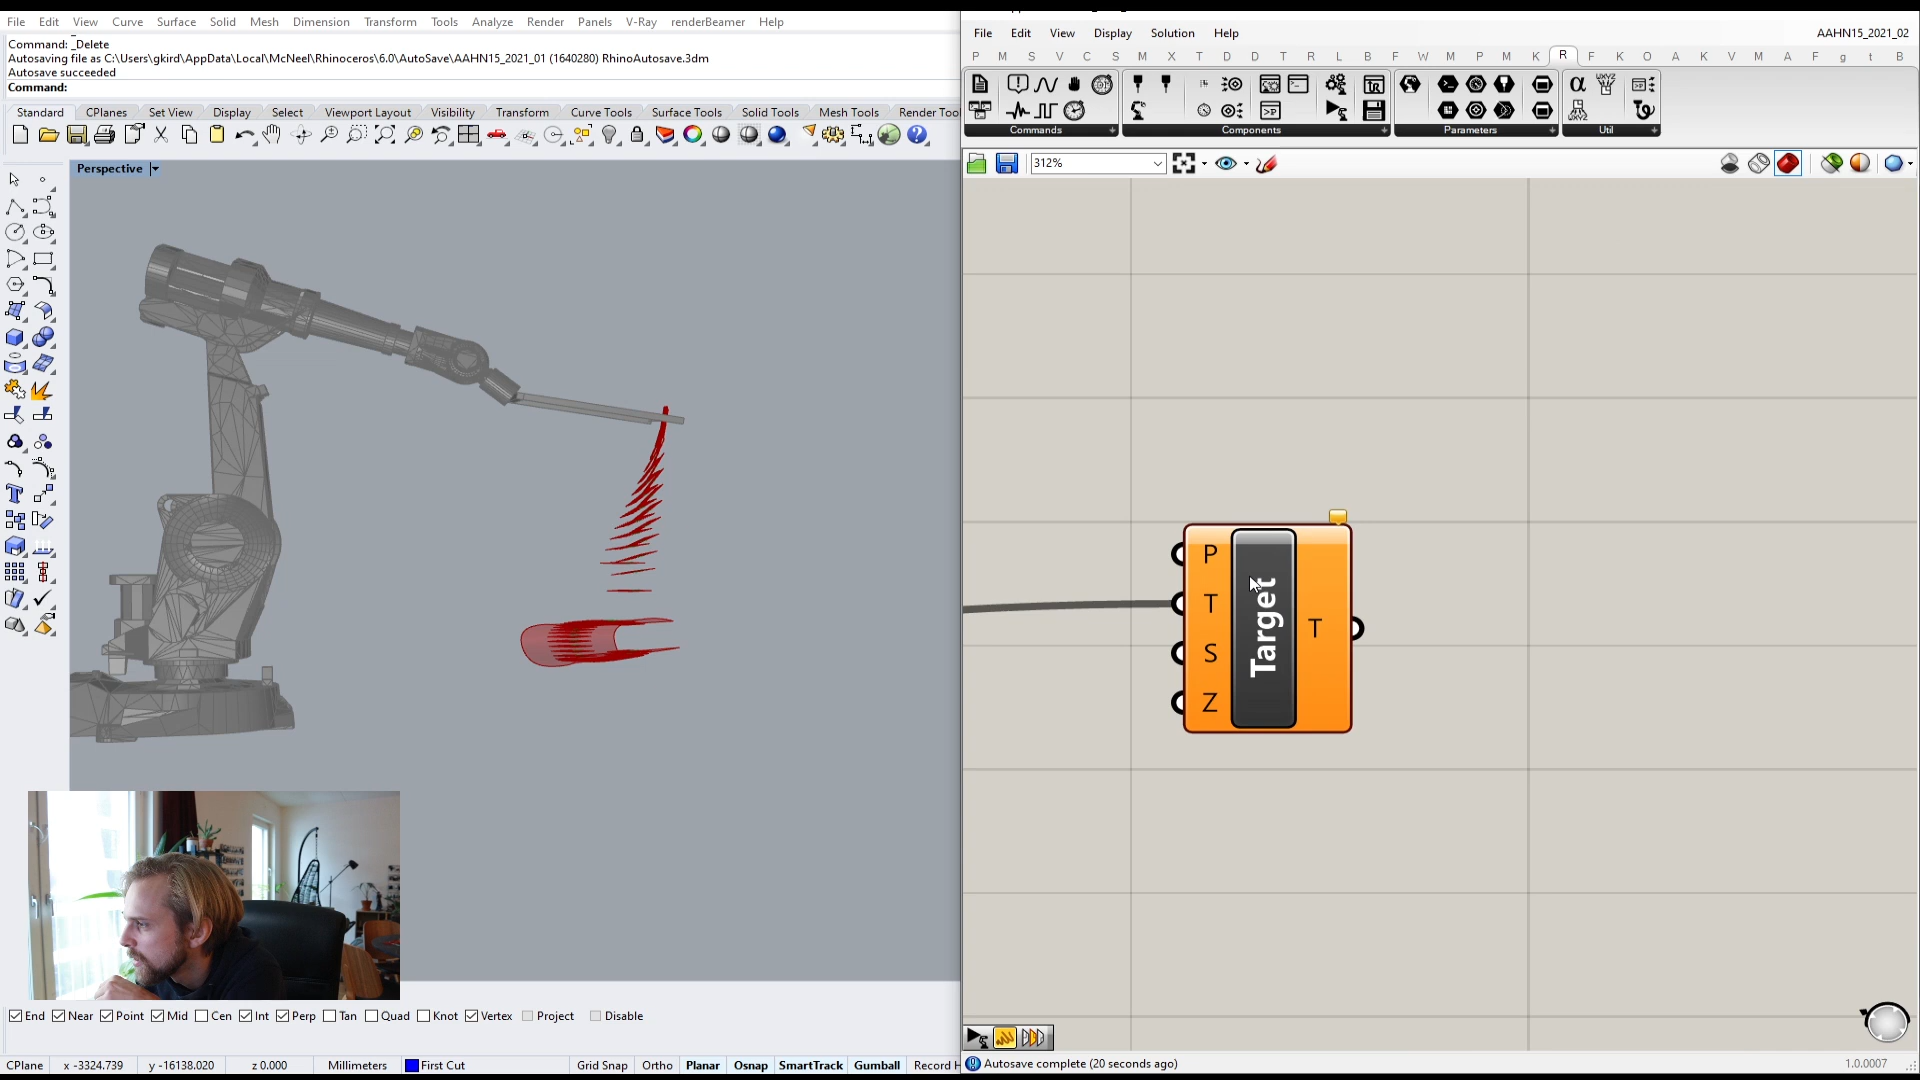 File Edit View Curve Surface Solid Mesh Dimension Transform Tools Analyze Render Panels V-Ray renderBeamer Help
Command: _Delete
Autosaving file as C:\Users\gkird\AppData\Local\McNeel\Rhinoceros\6.0\AutoSave\AAHN15_2021_01 (1640280) RhinoAutosave.3dm
Autosave succeeded
Command:
Standard CPlanes Set View Display Select Viewport Layout Visibility Transform Curve Tools Surface Tools Solid Tools Mesh Tools Render Tool
Perspective
End Near Point Mid Cen Int Perp Tan Quad Knot Vertex Project Disable
CPlane x -3324.739 y -16138.020 z 0.000 Millimeters First Cut Grid Snap Ortho Planar Osnap SmartTrack Gumball Record H
File Edit View Display Solution Help AAHN15_2021_02
P M S V C S M X T D D T R L B F W M P M K R F K O A K V M A F g t B
Commands Components Parameters Util
312%
P
T
S
Z
Target
T
Autosave complete (20 seconds ago) 1.0.0007